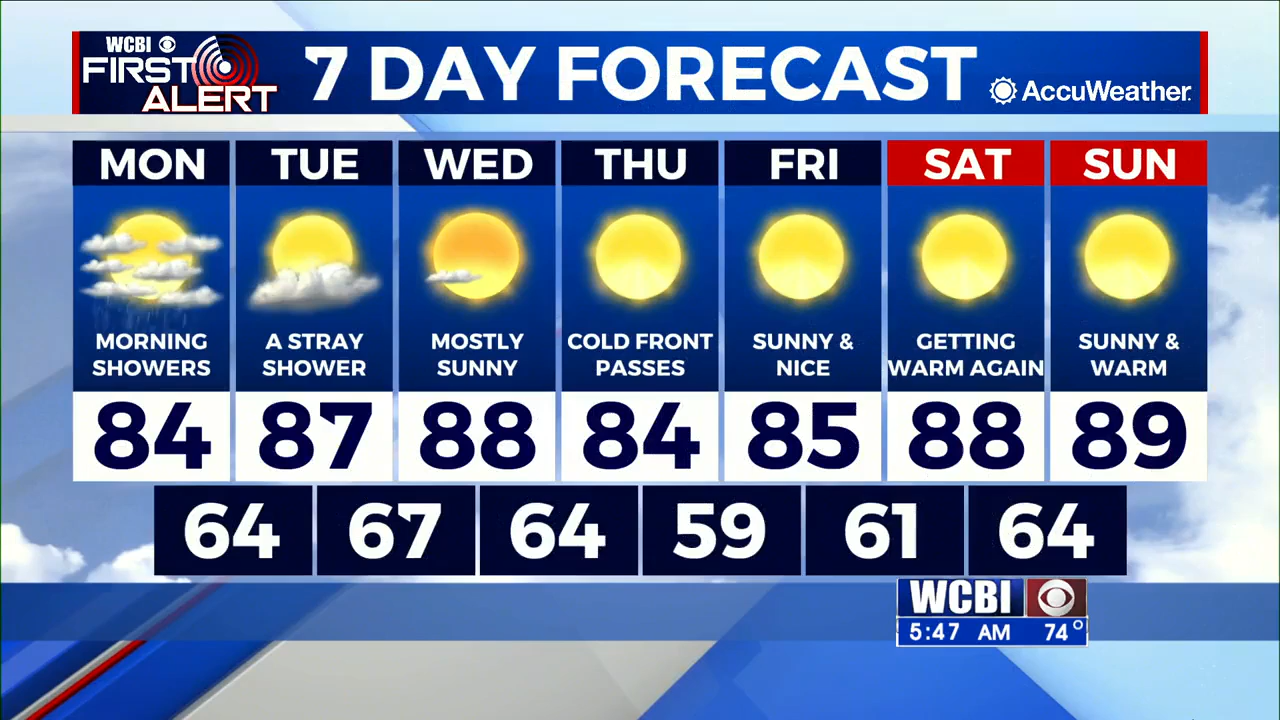 WCBI
FIRST
ALERT
7 DAY FORECAST
AccuWeather.
MON TUE WED THU FRI SAT SUN
MORNING SHOWERS
A STRAY SHOWER
MOSTLY SUNNY
COLD FRONT PASSES
SUNNY & NICE
GETTING WARM AGAIN
SUNNY & WARM
84 87 88 84 85 88 89
64 67 64 59 61 64
WCBI
5:47 AM 74°